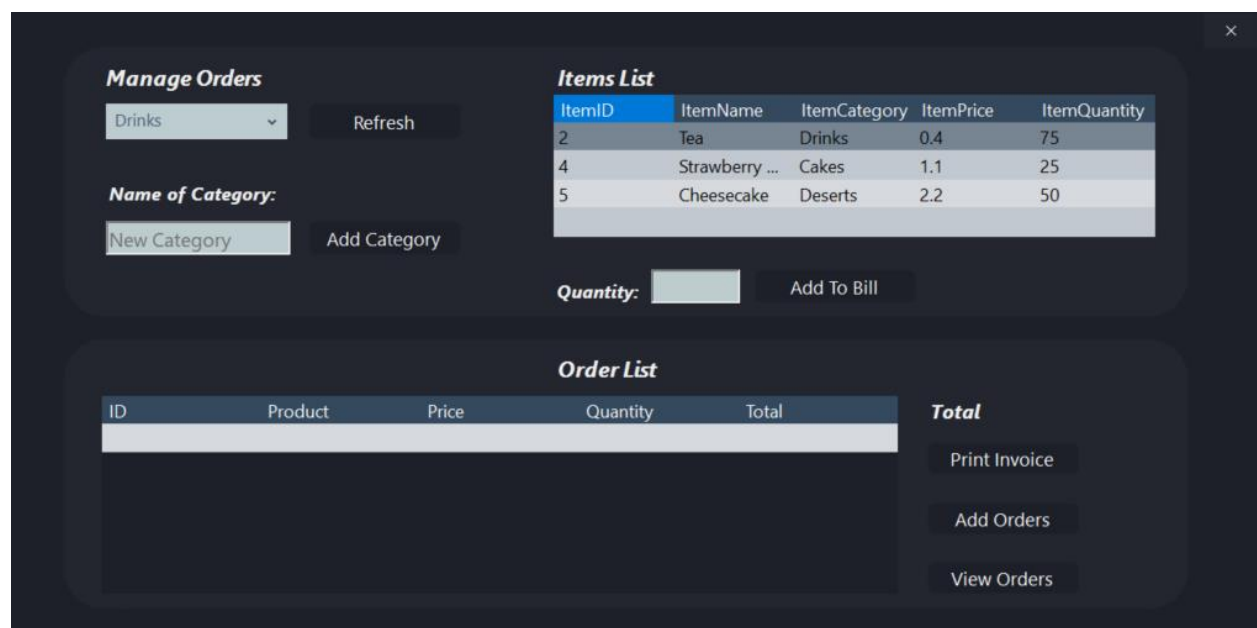 ×
Manage Orders
Drinks
Refresh
Name of Category:
New Category
Add Category
Items List
ItemID ItemName ItemCategory ItemPrice ItemQuantity
2 Tea Drinks 0.4 75
4 Strawberry ... Cakes 1.1 25
5 Cheesecake Deserts 2.2 50
Quantity:
Add To Bill
Order List
ID Product Price Quantity Total
Total
Print Invoice
Add Orders
View Orders